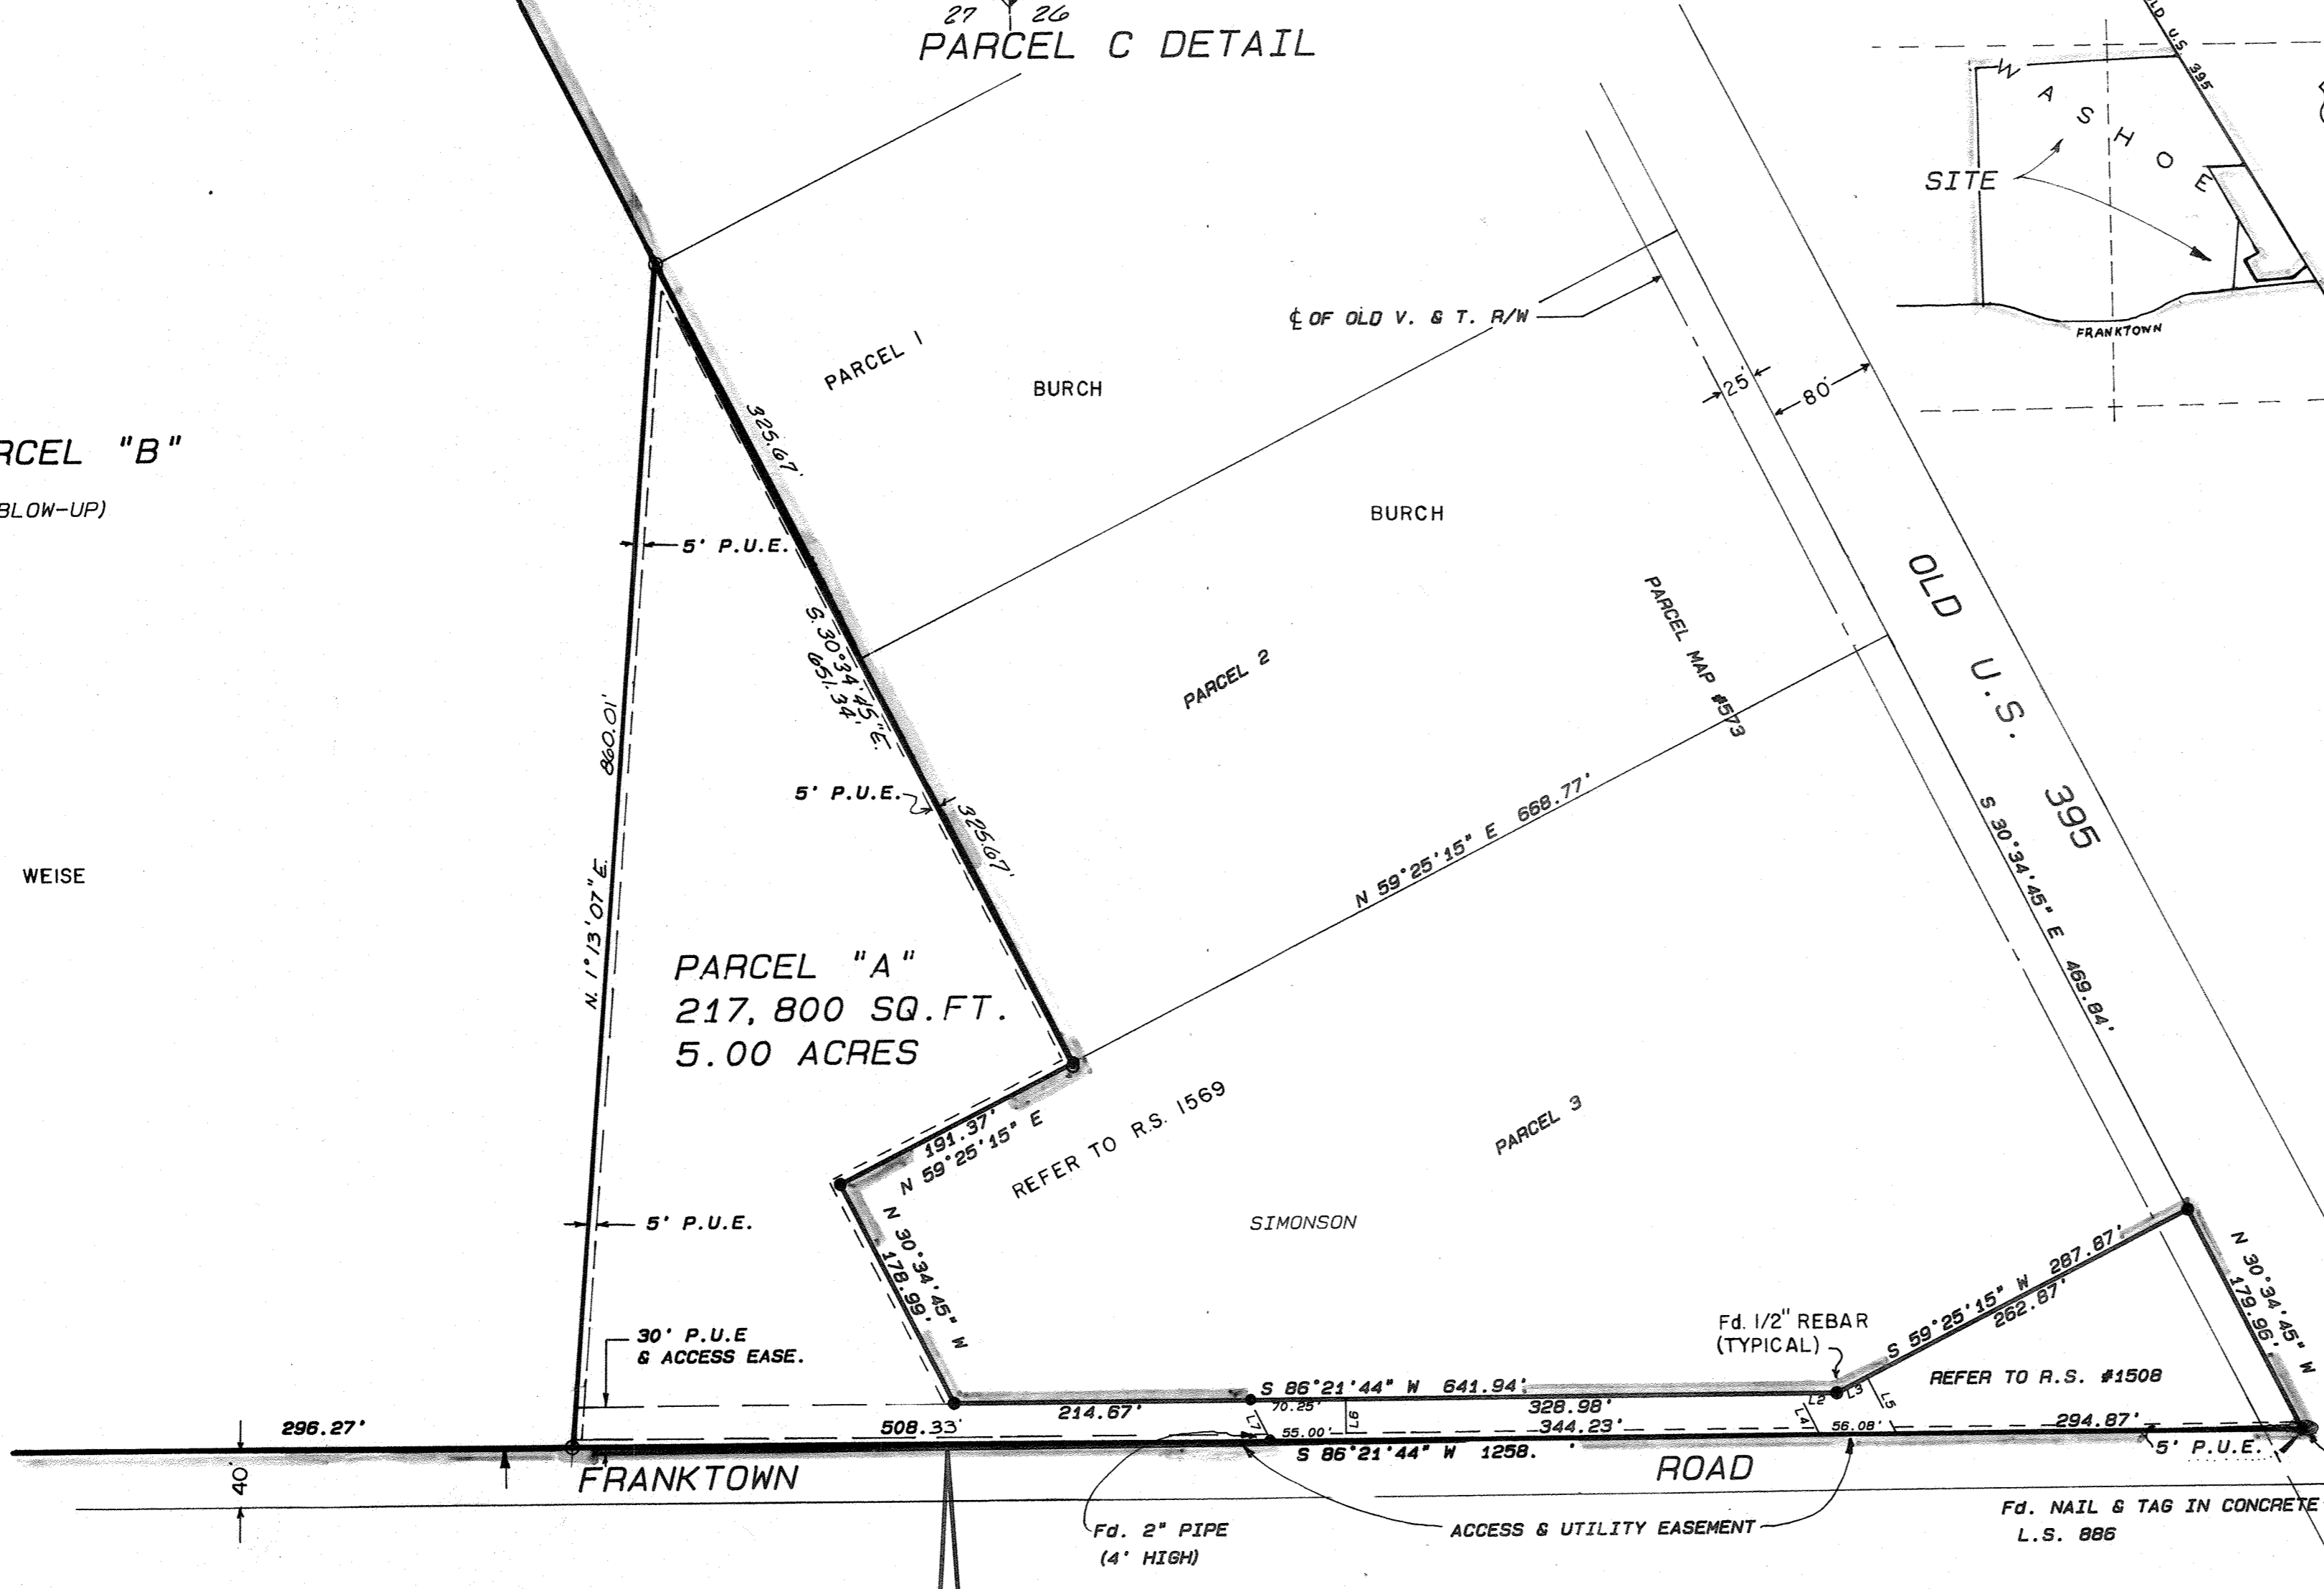 27 26
PARCEL C DETAIL
OLD U.S. 395
WASHOE
SITE
FRANKTOWN
℄ OF OLD V. & T. R/W
25'
80'
PARCEL 1
BURCH
325.67'
RCEL "B"
BLOW-UP)
BURCH
5' P.U.E.
OLD U.S. 395
PARCEL MAP #573
PARCEL 2
S. 30°34'45"E.
651.34'
860.01'
N. 1°13'07"E.
5' P.U.E.
325.67'
N 59°25'15" E 668.77'
S 30°34'45" E 469.84'
WEISE
PARCEL "A"
217,800 SQ.FT.
5.00 ACRES
191.37'
N 59°25'15" E
REFER TO R.S. 1569
PARCEL 3
SIMONSON
5' P.U.E.
N 30°34'45" W
178.99'
30' P.U.E
& ACCESS EASE.
Fd. 1/2" REBAR
(TYPICAL)
S 59°25'15" W 287.87'
262.87'
N 30°34'45" W
179.96'
REFER TO R.S. #1508
S 86°21'44" W 641.94'
L2
L3
L5
L4
L6
L7
214.67'
70.25'
328.98'
296.27'
508.33'
55.00'
344.23'
56.08'
294.87'
S 86°21'44" W 1258.
5' P.U.E.
40'
FRANKTOWN ROAD
Fd. 2" PIPE
(4' HIGH)
ACCESS & UTILITY EASEMENT
Fd. NAIL & TAG IN CONCRETE
L.S. 886